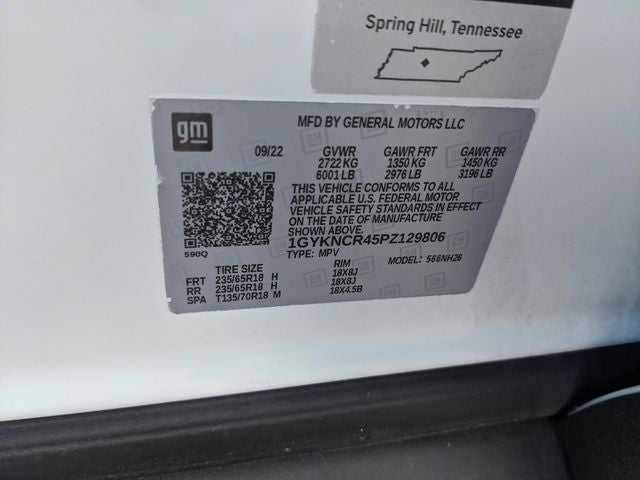 Spring Hill, Tennessee
gm
MFD BY GENERAL MOTORS LLC
09/22 GVWR GAWR FRT GAWR RR
2722 KG 1350 KG 1450 KG
6001 LB 2976 LB 3196 LB
THIS VEHICLE CONFORMS TO ALL
APPLICABLE U.S. FEDERAL MOTOR
VEHICLE SAFETY STANDARDS IN EFFECT
ON THE DATE OF MANUFACTURE
SHOWN ABOVE.
1GYKNCR45PZ129806
590Q
TYPE: MPV MODEL: 566NH26
TIRE SIZE RIM
FRT 235/65R18 H 18X8J
RR 235/65R18 H 18X8J
SPA T135/70R18 M 18X4.5B